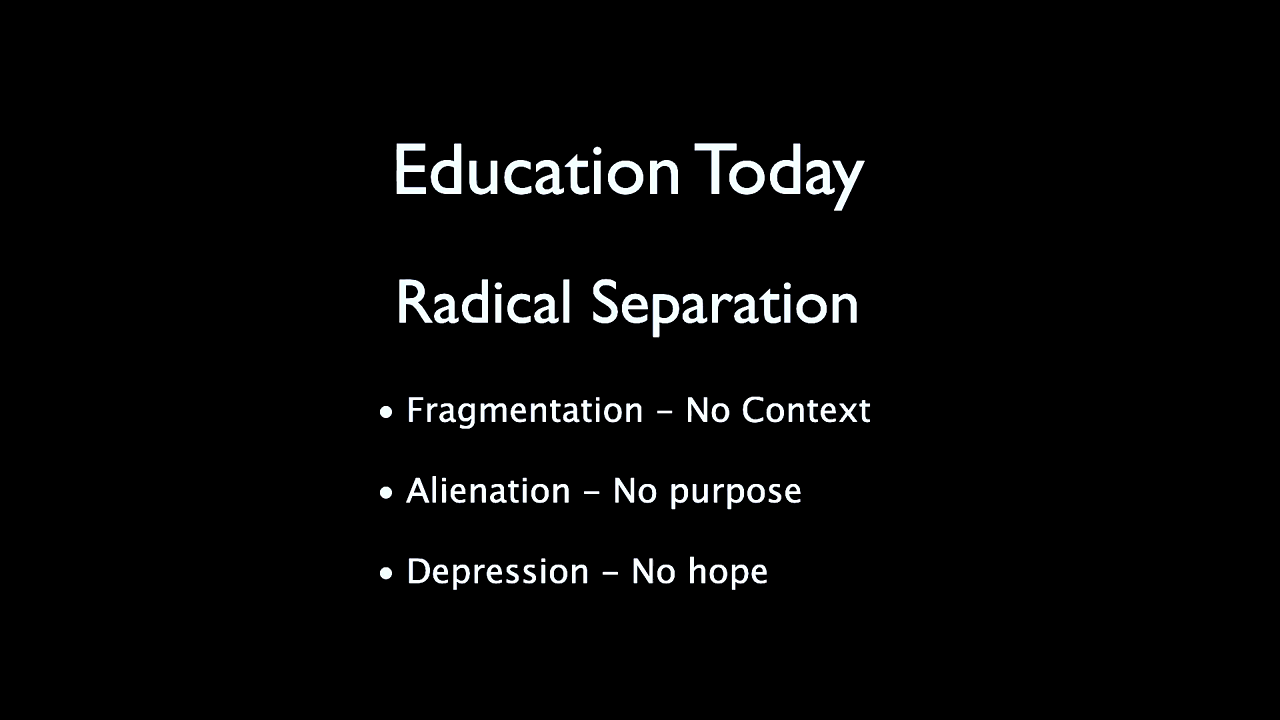 Education Today
Radical Separation
• Fragmentation – No Context
• Alienation – No purpose
• Depression – No hope